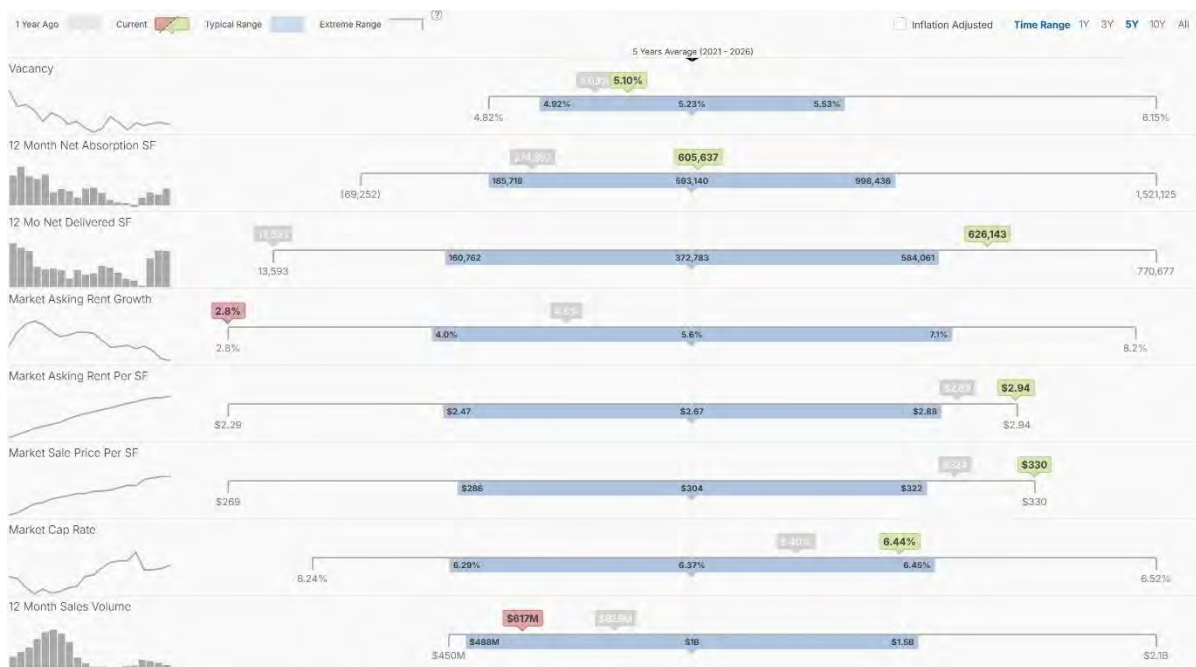 1 Year Ago Current Typical Range Extreme Range (?) Inflation Adjusted Time Range 1Y 3Y 5Y 10Y All
5 Years Average (2021 - 2026)
Vacancy
5.10%
4.92% 5.23% 5.53%
4.82% 6.15%
12 Month Net Absorption SF
605,637
185,718 593,140 998,436
(69,252) 1,521,125
12 Mo Net Delivered SF
13,593 626,143
160,762 372,783 584,061
13,593 770,677
Market Asking Rent Growth
2.8%
4.0% 5.6% 7.1%
2.8% 8.2%
Market Asking Rent Per SF
$2.94
$2.47 $2.67 $2.88
$2.29 $2.94
Market Sale Price Per SF
$324 $330
$286 $304 $322
$269 $330
Market Cap Rate
6.40% 6.44%
6.29% 6.37% 6.45%
6.24% 6.52%
12 Month Sales Volume
$617M
$488M $1B $1.5B
$450M $2.1B